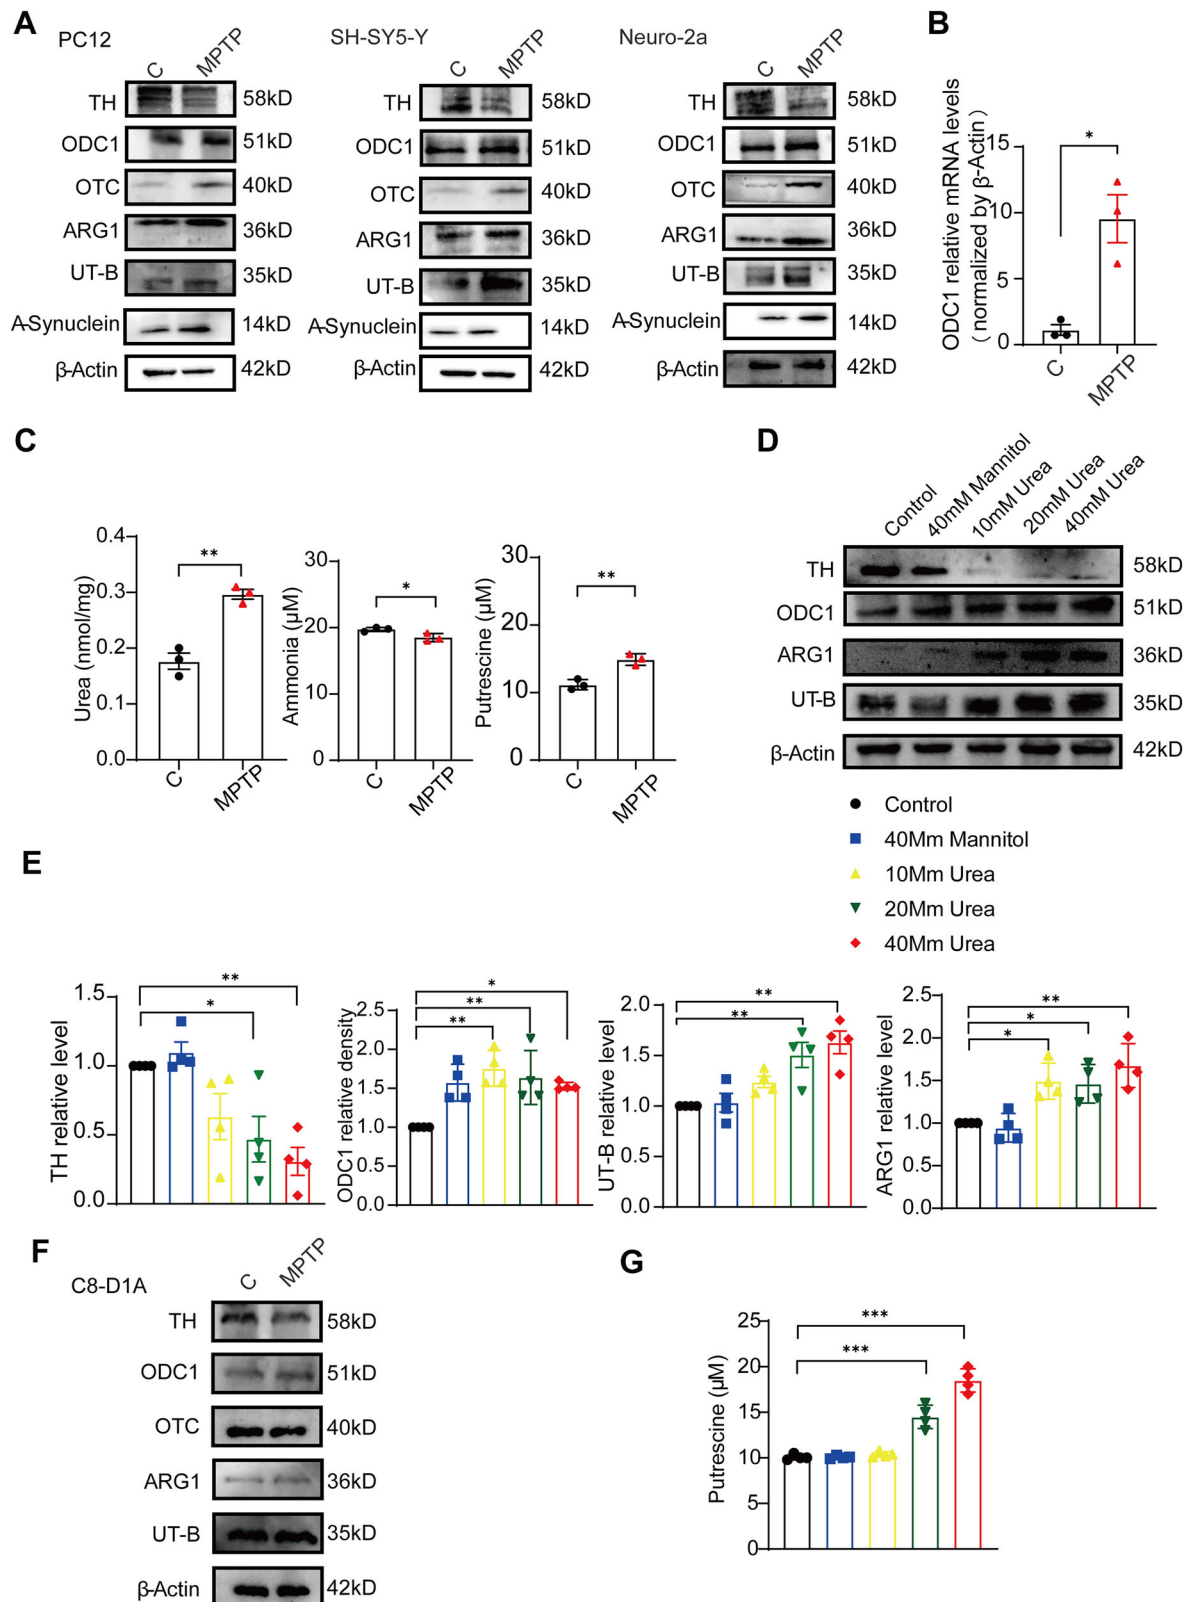 A
PC12
C
MPTP
TH
58kD
ODC1
51kD
OTC
40kD
ARG1
36kD
UT-B
35kD
A-Synuclein
14kD
β-Actin
42kD
SH-SY5-Y
C
MPTP
TH
58kD
ODC1
51kD
OTC
40kD
ARG1
36kD
UT-B
35kD
A-Synuclein
14kD
β-Actin
42kD
Neuro-2a
C
MPTP
TH
58kD
ODC1
51kD
OTC
40kD
ARG1
36kD
UT-B
35kD
A-Synuclein
14kD
β-Actin
42kD
B
ODC1 relative mRNA levels
( normalized by β-Actin )
15
10
5
0
*
C
MPTP
C
Urea (nmol/mg)
0.4
0.3
0.2
0.1
0.0
**
C
MPTP
Ammonia (μM)
30
20
10
0
*
C
MPTP
Putrescine (μM)
30
20
10
0
**
C
MPTP
D
Control
40mM Mannitol
10mM Urea
20mM Urea
40mM Urea
TH
58kD
ODC1
51kD
ARG1
36kD
UT-B
35kD
β-Actin
42kD
Control
40Mm Mannitol
10Mm Urea
20Mm Urea
40Mm Urea
E
TH relative level
1.5
1.0
0.5
0.0
**
*
ODC1 relative density
2.5
2.0
1.5
1.0
0.5
0.0
*
**
**
UT-B relative level
2.0
1.5
1.0
0.5
0.0
**
**
ARG1 relative level
2.5
2.0
1.5
1.0
0.5
0.0
**
*
*
F
C8-D1A
C
MPTP
TH
58kD
ODC1
51kD
OTC
40kD
ARG1
36kD
UT-B
35kD
β-Actin
42kD
G
Putrescine (μM)
25
20
15
10
5
0
***
***